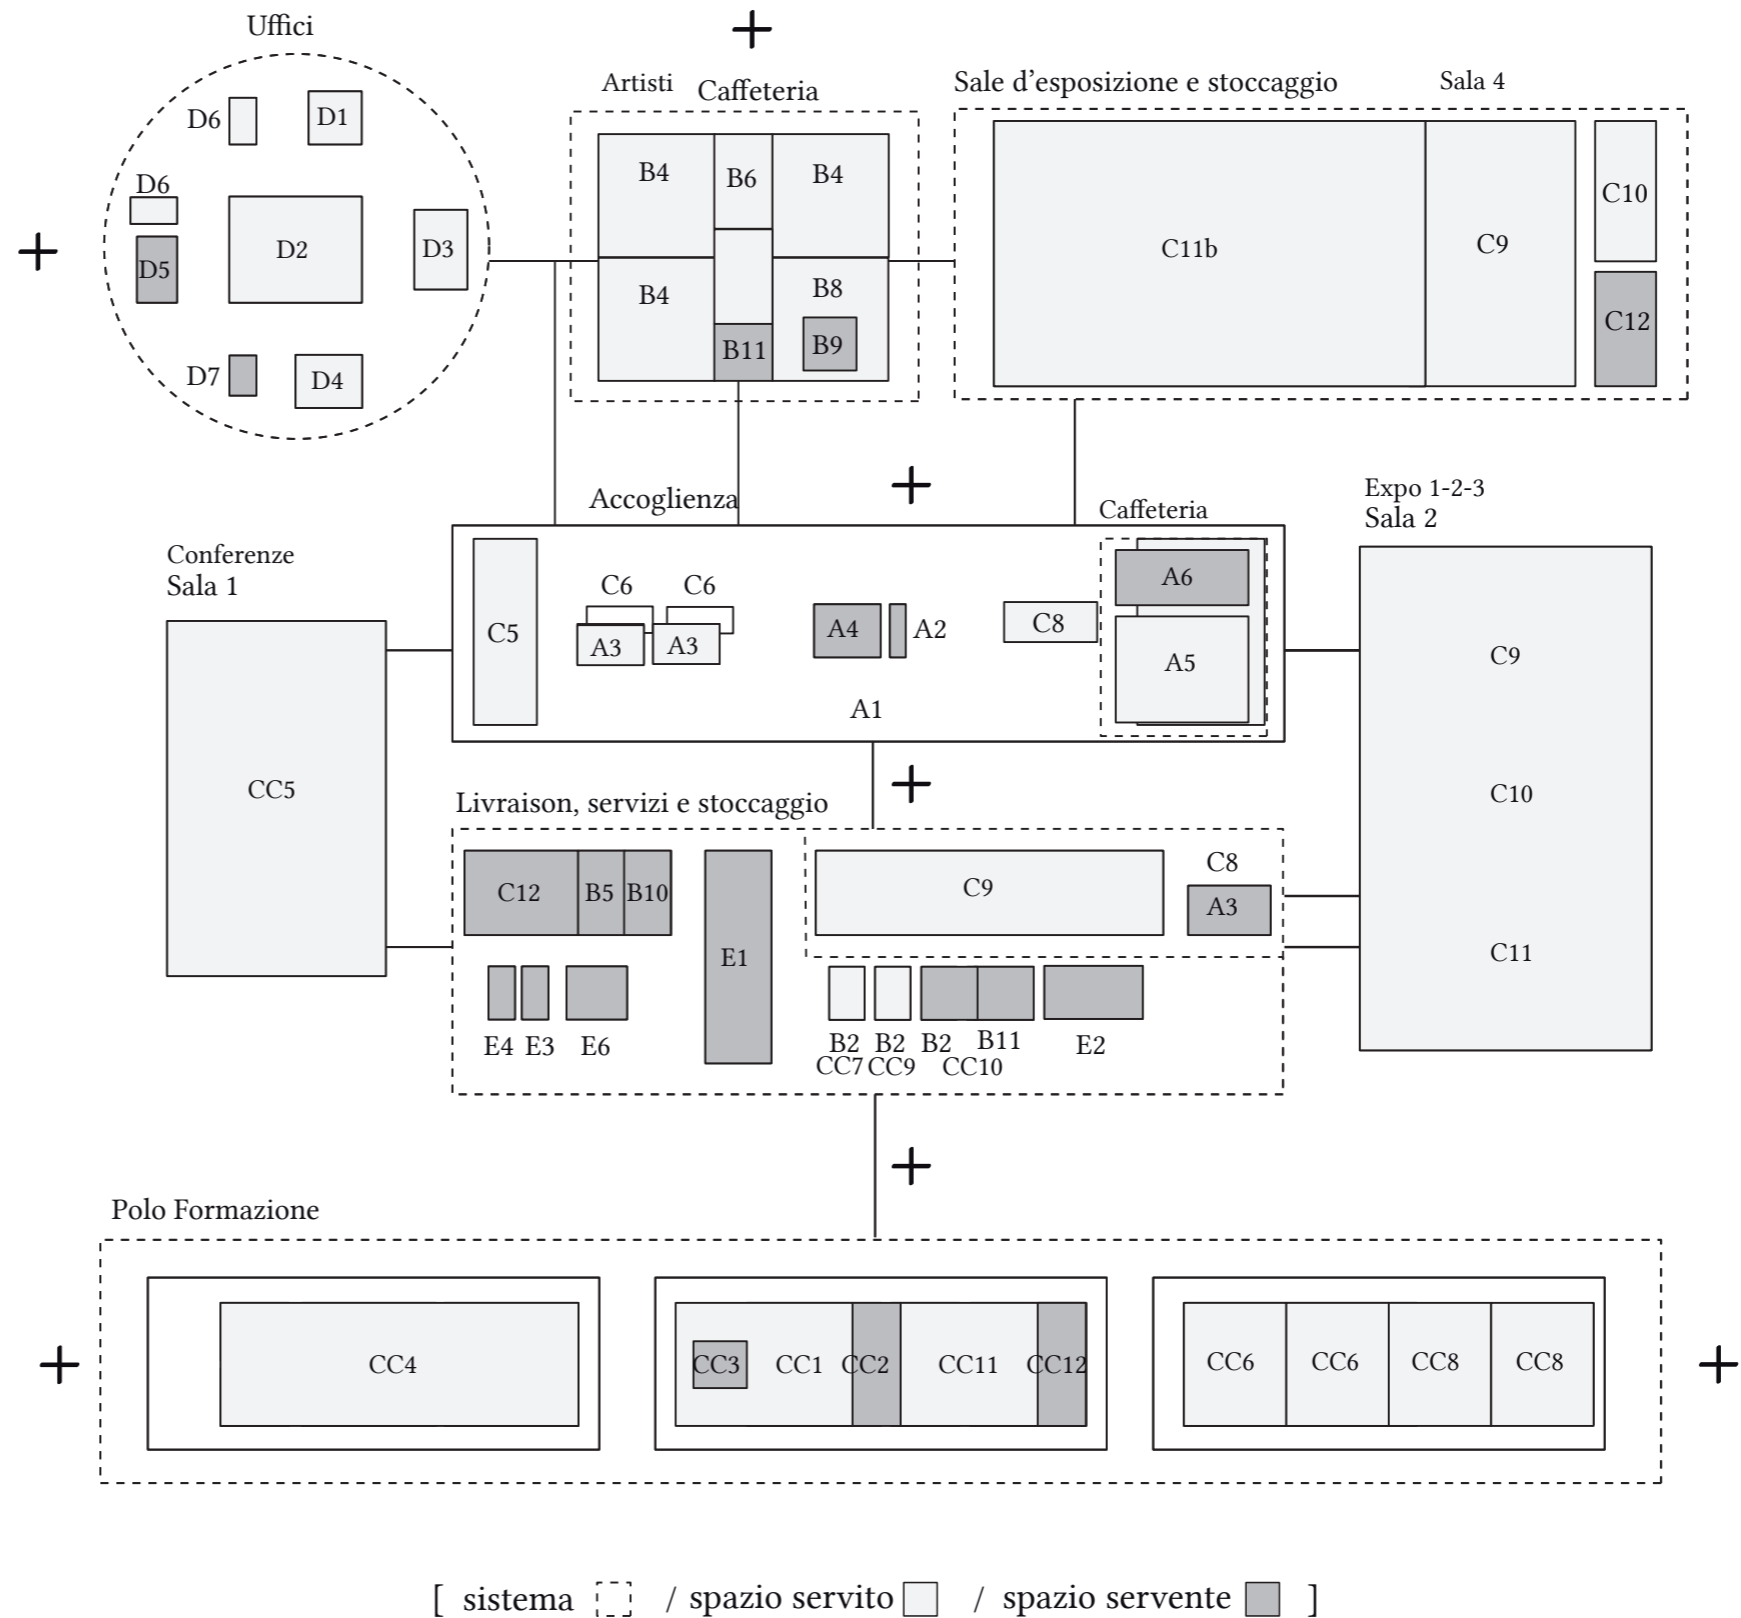 Uffici
Artisti
Caffeteria
Sale d'esposizione e stoccaggio
Sala 4
D6
D1
D6
D5
D2
D3
D7
D4
B4
B6
B4
B4
B8
B11
B9
C11b
C9
C10
C12
Accoglienza
Caffeteria
Expo 1-2-3
Sala 2
Conferenze
Sala 1
C5
C6
C6
A3
A3
A4
A2
C8
A6
A5
A1
CC5
C9
C10
C11
Livraison, servizi e stoccaggio
C12
B5
B10
E1
C9
C8
A3
E4
E3
E6
B2
CC7
B2
CC9
B2
B11
CC10
E2
Polo Formazione
CC4
CC3
CC1
CC2
CC11
CC12
CC6
CC6
CC8
CC8
[ sistema / spazio servito / spazio servente ]